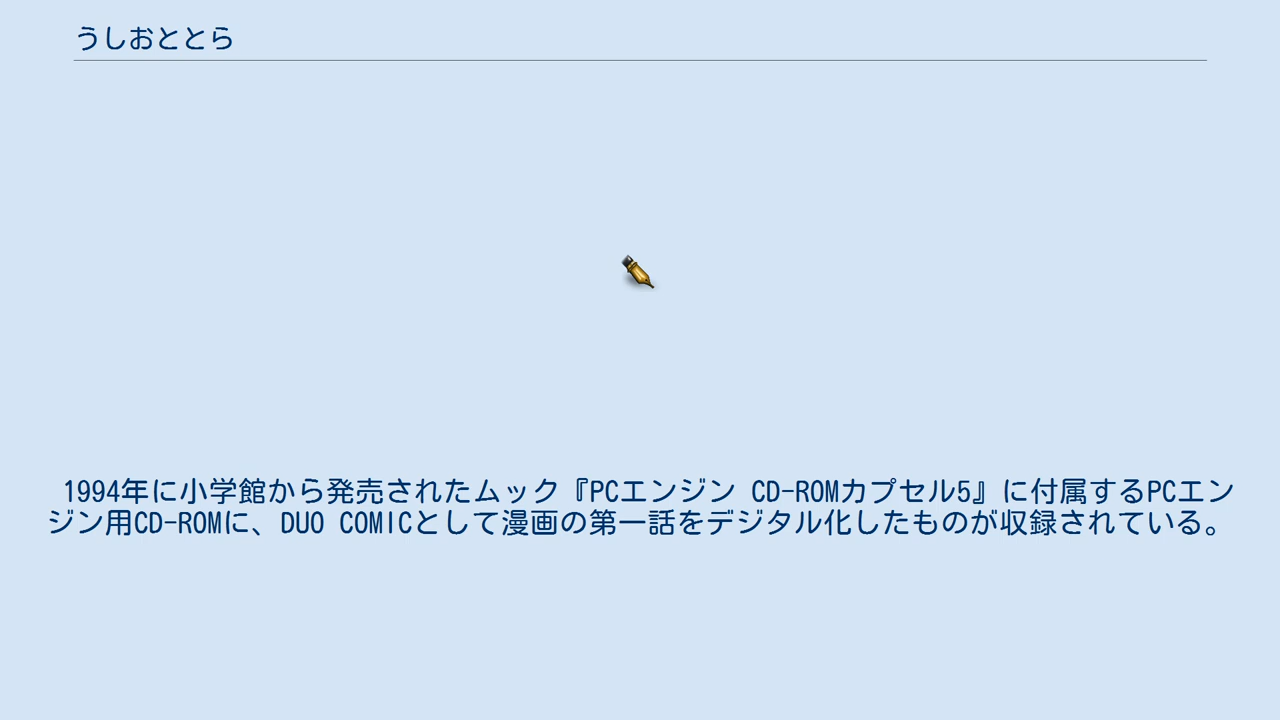 うしおととら
1994年に小学館から発売されたムック『PCエンジン CD-ROMカプセル5』に付属するPCエン
ジン用CD-ROMに、DUO COMICとして漫画の第一話をデジタル化したものが収録されている。